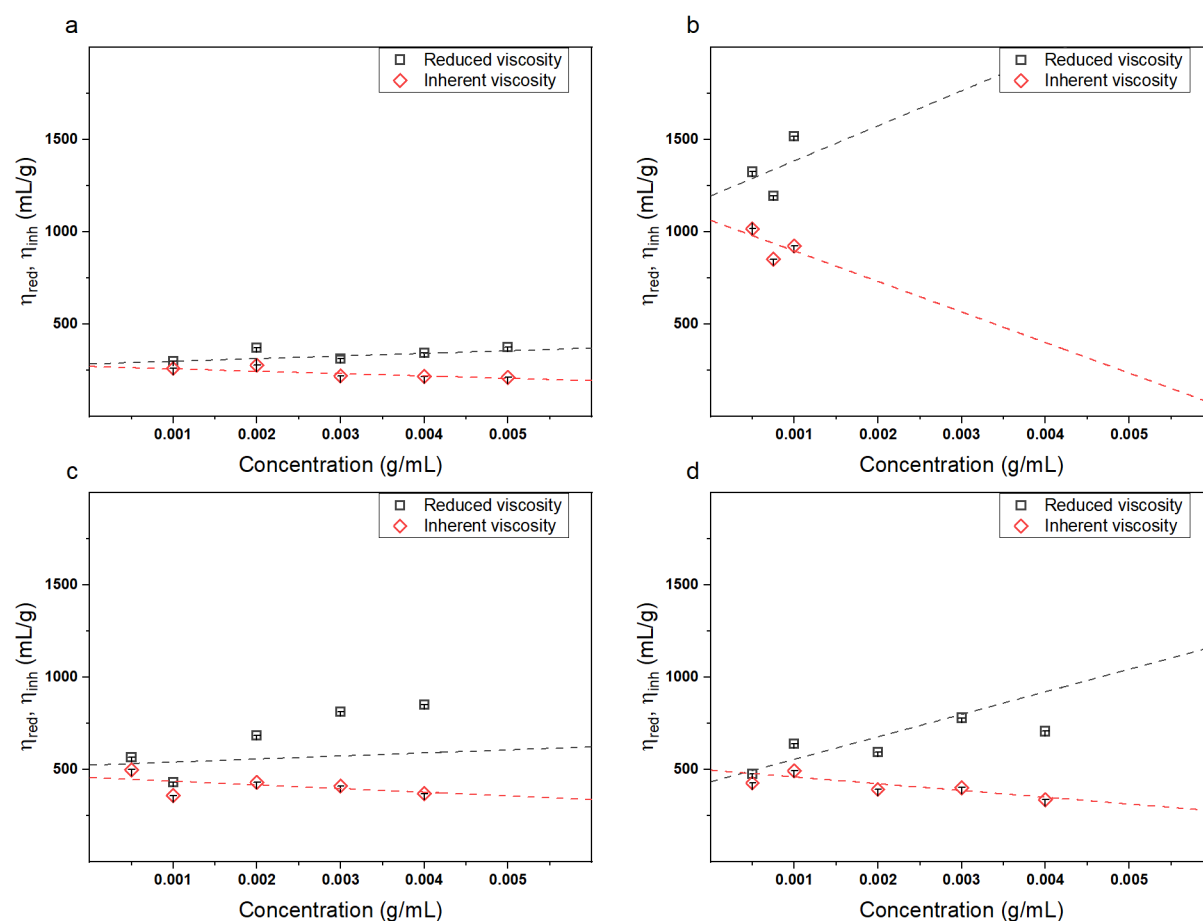 a
Reduced viscosity
Inherent viscosity
1500
1000
500
ηred, ηinh (mL/g)
0.001 0.002 0.003 0.004 0.005
Concentration (g/mL)
b
Reduced viscosity
Inherent viscosity
1500
1000
500
ηred, ηinh (mL/g)
0.001 0.002 0.003 0.004 0.005
Concentration (g/mL)
c
Reduced viscosity
Inherent viscosity
1500
1000
500
ηred, ηinh (mL/g)
0.001 0.002 0.003 0.004 0.005
Concentration (g/mL)
d
Reduced viscosity
Inherent viscosity
1500
1000
500
ηred, ηinh (mL/g)
0.001 0.002 0.003 0.004 0.005
Concentration (g/mL)